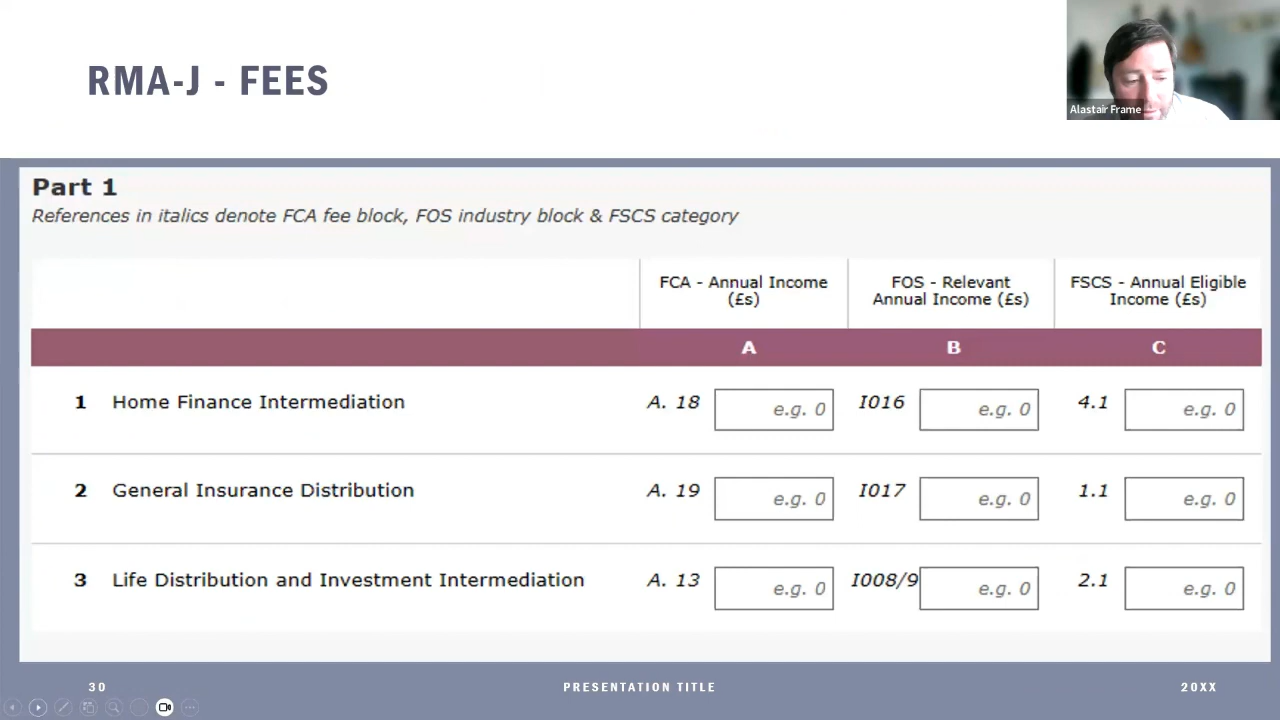 RMA-J - FEES
Alastair Frame
Part 1
References in italics denote FCA fee block, FOS industry block & FSCS category
FCA - Annual Income (£s)
FOS - Relevant Annual Income (£s)
FSCS - Annual Eligible Income (£s)
A B C
1 Home Finance Intermediation A. 18 e.g. 0 I016 e.g. 0 4.1 e.g. 0
2 General Insurance Distribution A. 19 e.g. 0 I017 e.g. 0 1.1 e.g. 0
3 Life Distribution and Investment Intermediation A. 13 e.g. 0 I008/9 e.g. 0 2.1 e.g. 0
30 PRESENTATION TITLE 20XX